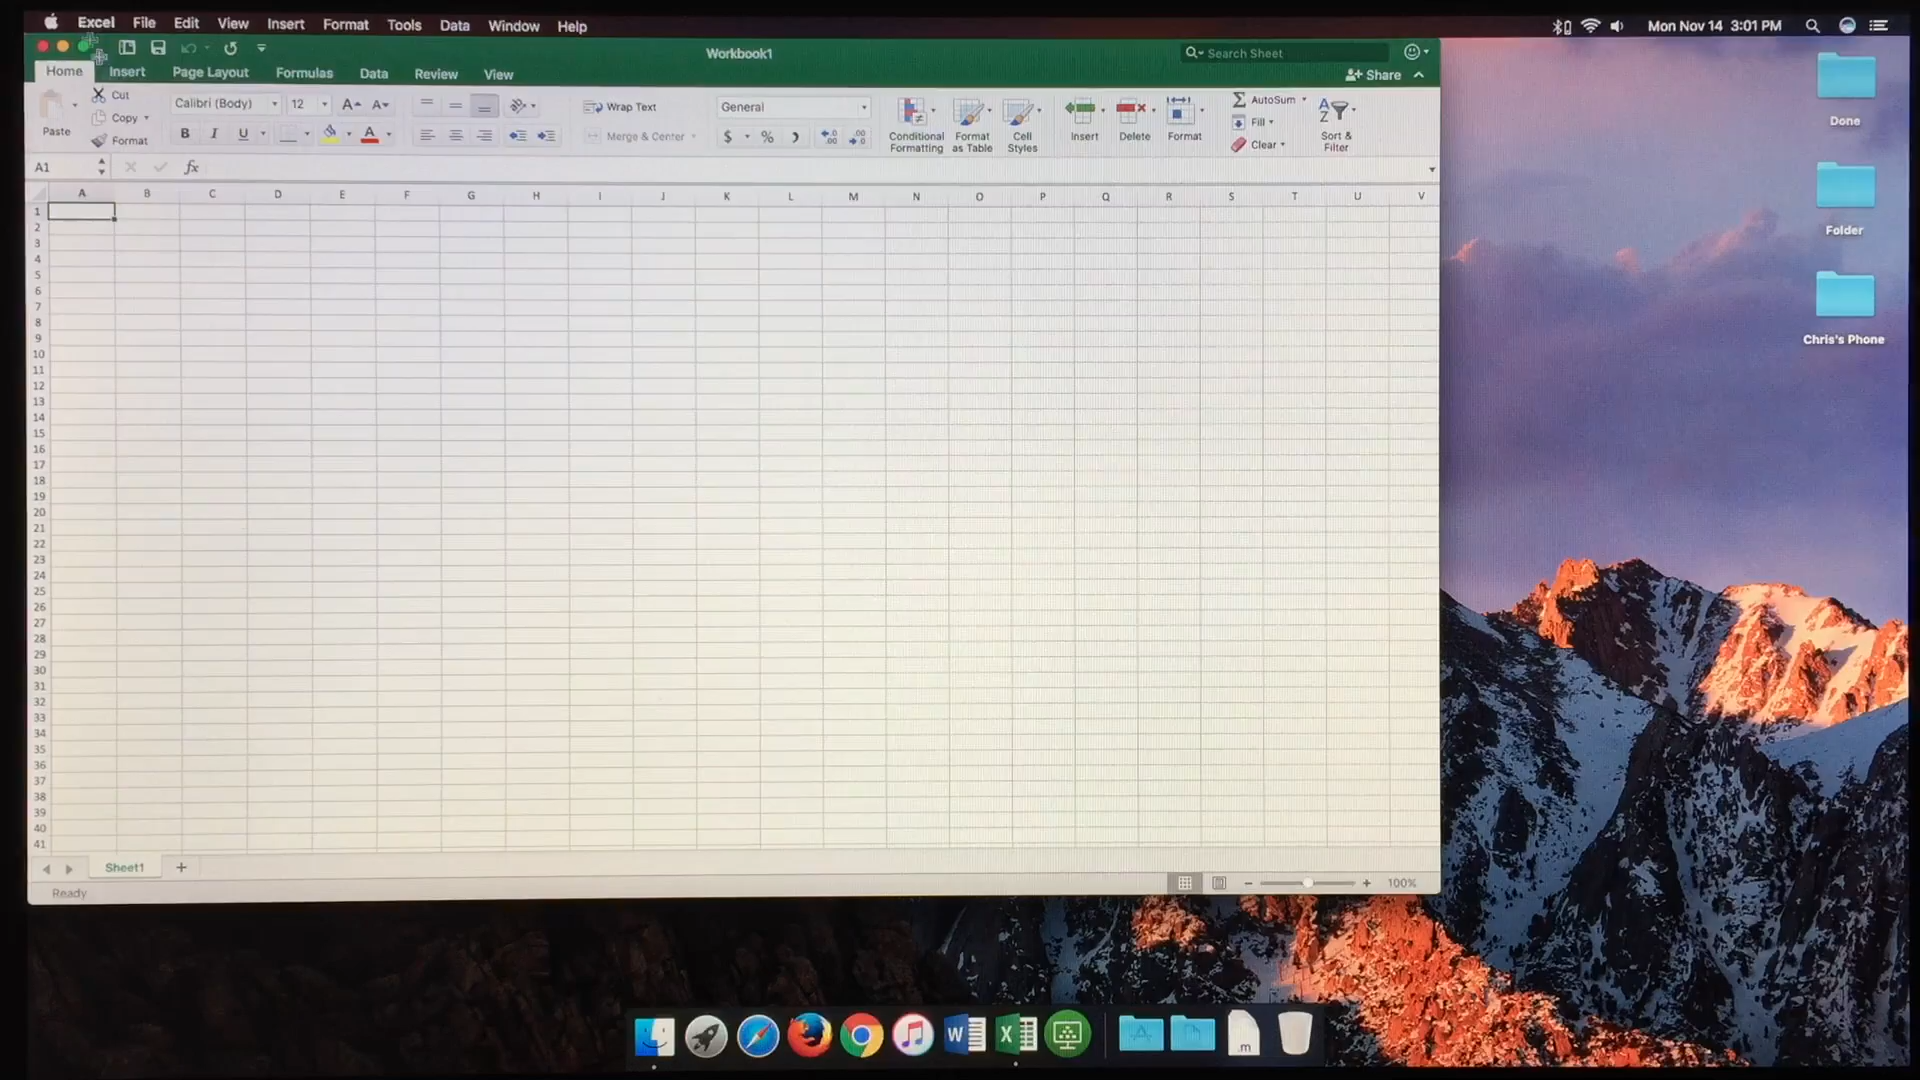 Excel File Edit View Insert Format Tools Data Window Help Mon Nov 14 3:01 PM
Workbook1 Search Sheet
Home Insert Page Layout Formulas Data Review View Share
Paste Cut Copy Format
Calibri (Body) 12 A A
B I U A
Wrap Text
Merge & Center
General
$ %
Conditional Formatting
Format as Table
Cell Styles
Insert Delete Format
AutoSum
Fill
Clear
Sort & Filter
A1 fx
A B C D E F G H I J K L M N O P Q R S T U V
1
2
3
4
5
6
7
8
9
10
11
12
13
14
15
16
17
18
19
20
21
22
23
24
25
26
27
28
29
30
31
32
33
34
35
36
37
38
39
40
41
Sheet1 +
Ready 100%
Done
Folder
Chris's Phone
W X .m